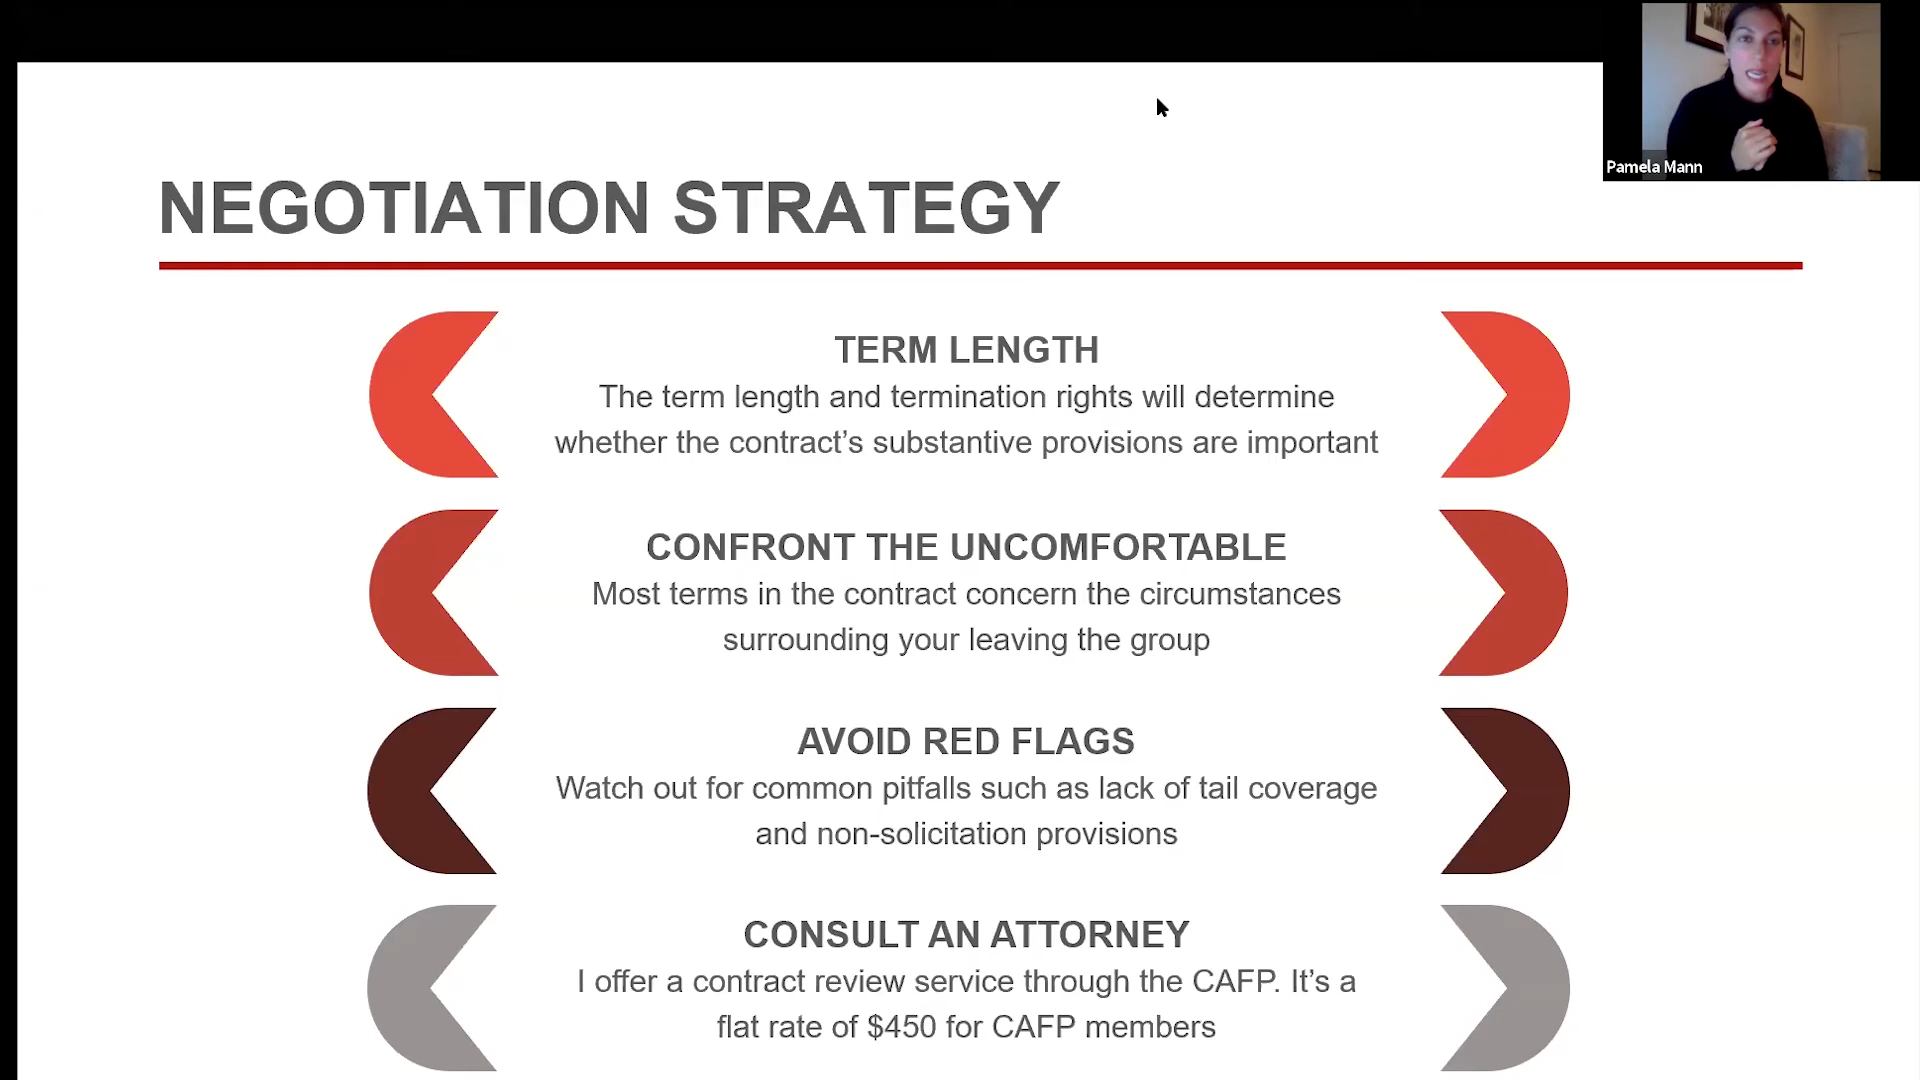 Pamela Mann
NEGOTIATION STRATEGY
TERM LENGTH
The term length and termination rights will determine
whether the contract’s substantive provisions are important
CONFRONT THE UNCOMFORTABLE
Most terms in the contract concern the circumstances
surrounding your leaving the group
AVOID RED FLAGS
Watch out for common pitfalls such as lack of tail coverage
and non-solicitation provisions
CONSULT AN ATTORNEY
I offer a contract review service through the CAFP. It’s a
flat rate of $450 for CAFP members